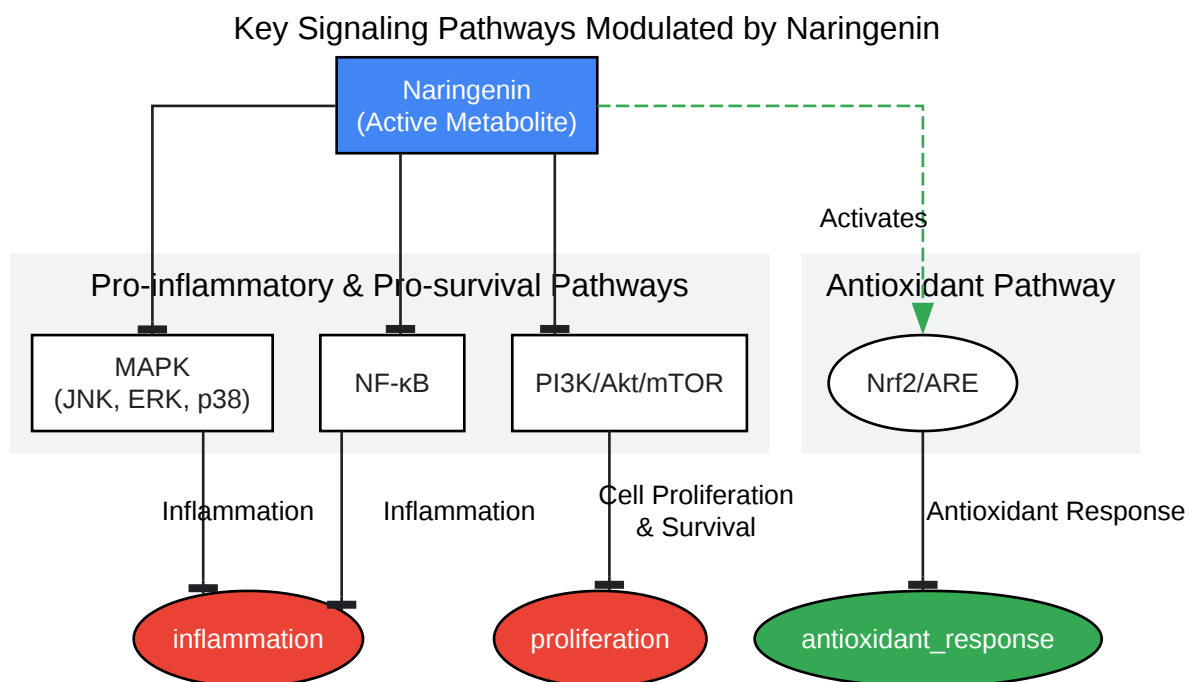 Key Signaling Pathways Modulated by Naringenin
Naringenin
(Active Metabolite)
Activates
Pro-inflammatory & Pro-survival Pathways
Antioxidant Pathway
MAPK
(JNK, ERK, p38)
NF-κB
PI3K/Akt/mTOR
Nrf2/ARE
Inflammation
Inflammation
Cell Proliferation
& Survival
Antioxidant Response
inflammation
proliferation
antioxidant_response